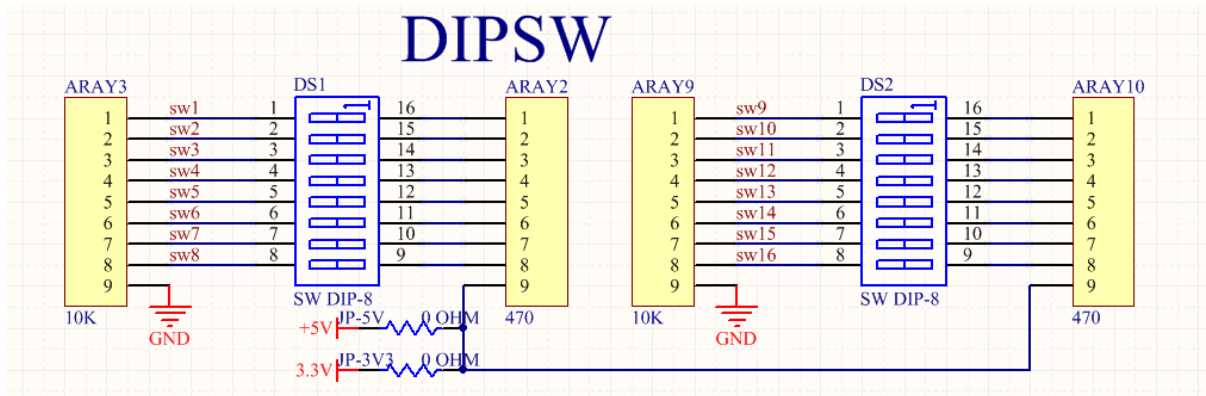 DIPSW
ARAY3 DS1 ARAY2 ARAY9 DS2 ARAY10
1 sw1 1 16 1 1 sw9 1 16 1
2 sw2 2 15 2 2 sw10 2 15 2
3 sw3 3 14 3 3 sw11 3 14 3
4 sw4 4 13 4 4 sw12 4 13 4
5 sw5 5 12 5 5 sw13 5 12 5
6 sw6 6 11 6 6 sw14 6 11 6
7 sw7 7 10 7 7 sw15 7 10 7
8 sw8 8 9 8 8 sw16 8 9 8
9 9 9 9
10K GND SW DIP-8 470 10K GND SW DIP-8 470
+5V JP-5V 0 OHM
3.3V JP-3V3 0 OHM